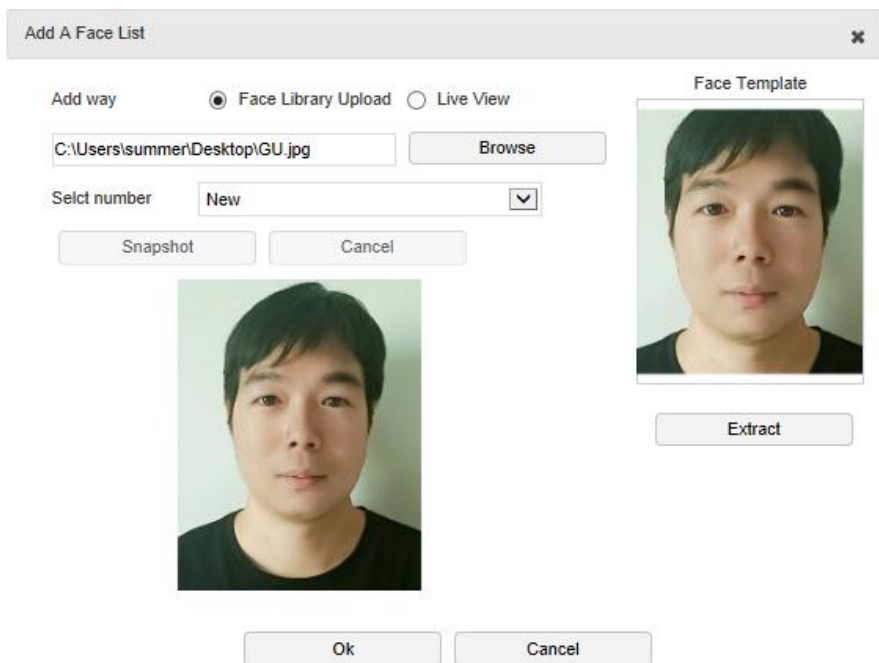 Add A Face List
Add way Face Library Upload Live View
Face Template
C:\Users\summer\Desktop\GU.jpg Browse
Selct number New
Snapshot Cancel
Extract
Ok Cancel